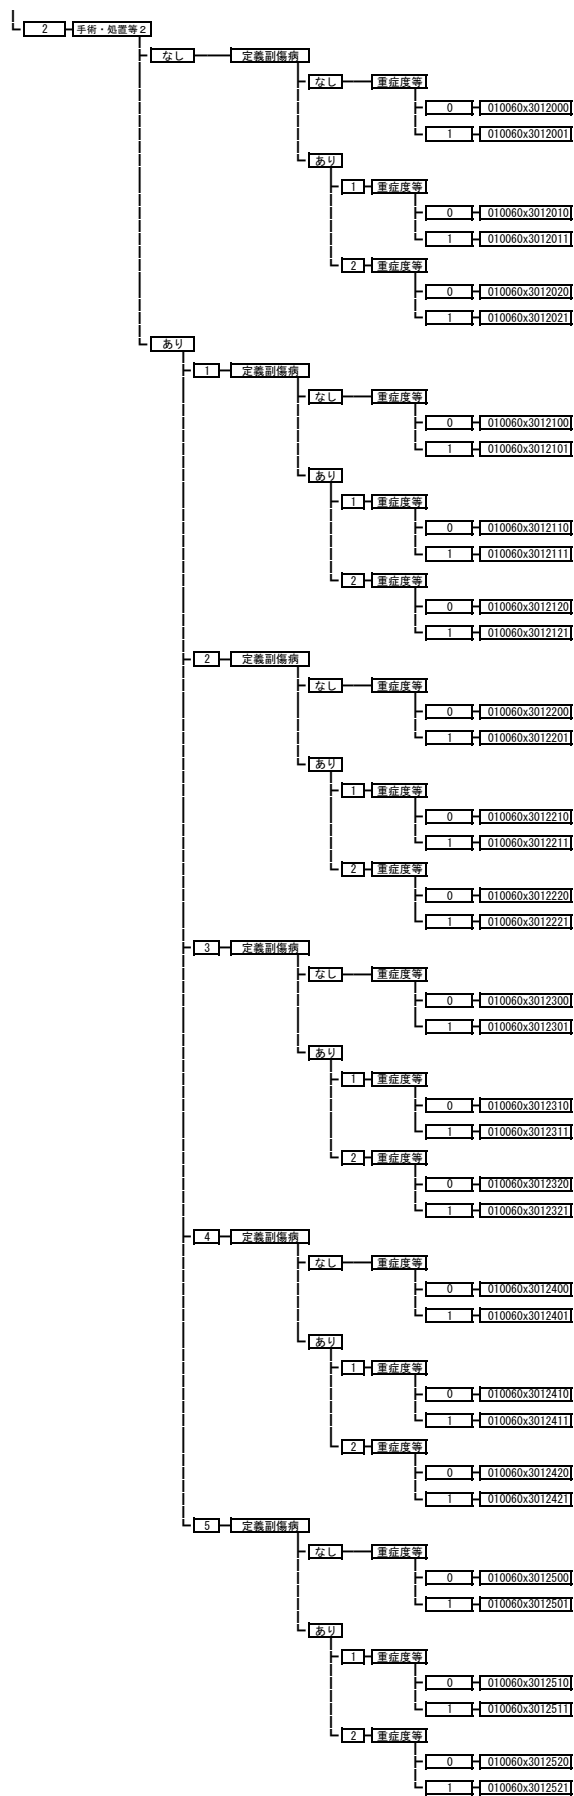 2 手術・処置等２
なし 定義副傷病
なし 重症度等
0 010060x3012000
1 010060x3012001
あり
1 重症度等
0 010060x3012010
1 010060x3012011
2 重症度等
0 010060x3012020
1 010060x3012021
あり
1 定義副傷病
なし 重症度等
0 010060x3012100
1 010060x3012101
あり
1 重症度等
0 010060x3012110
1 010060x3012111
2 重症度等
0 010060x3012120
1 010060x3012121
2 定義副傷病
なし 重症度等
0 010060x3012200
1 010060x3012201
あり
1 重症度等
0 010060x3012210
1 010060x3012211
2 重症度等
0 010060x3012220
1 010060x3012221
3 定義副傷病
なし 重症度等
0 010060x3012300
1 010060x3012301
あり
1 重症度等
0 010060x3012310
1 010060x3012311
2 重症度等
0 010060x3012320
1 010060x3012321
4 定義副傷病
なし 重症度等
0 010060x3012400
1 010060x3012401
あり
1 重症度等
0 010060x3012410
1 010060x3012411
2 重症度等
0 010060x3012420
1 010060x3012421
5 定義副傷病
なし 重症度等
0 010060x3012500
1 010060x3012501
あり
1 重症度等
0 010060x3012510
1 010060x3012511
2 重症度等
0 010060x3012520
1 010060x3012521